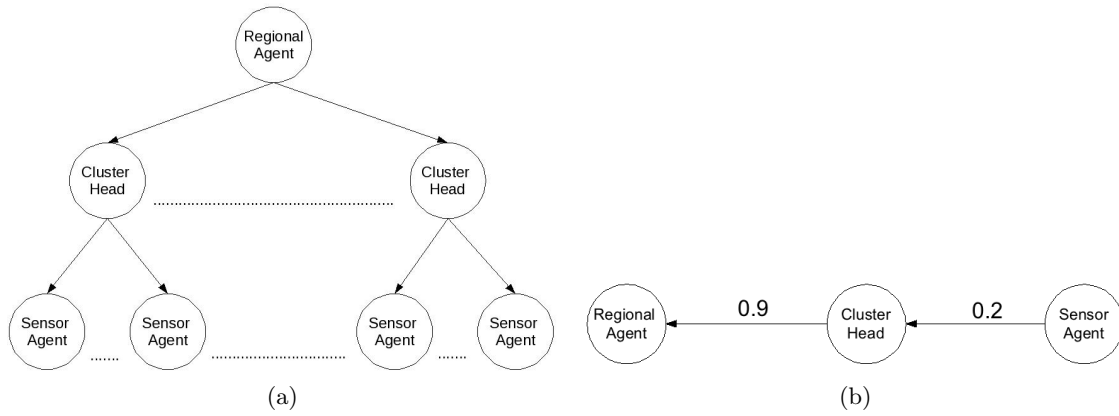 Regional
Agent
Cluster
Head
Cluster
Head
Sensor
Agent
Sensor
Agent
Sensor
Agent
Sensor
Agent
(a)
Regional
Agent
0.9
Cluster
Head
0.2
Sensor
Agent
(b)